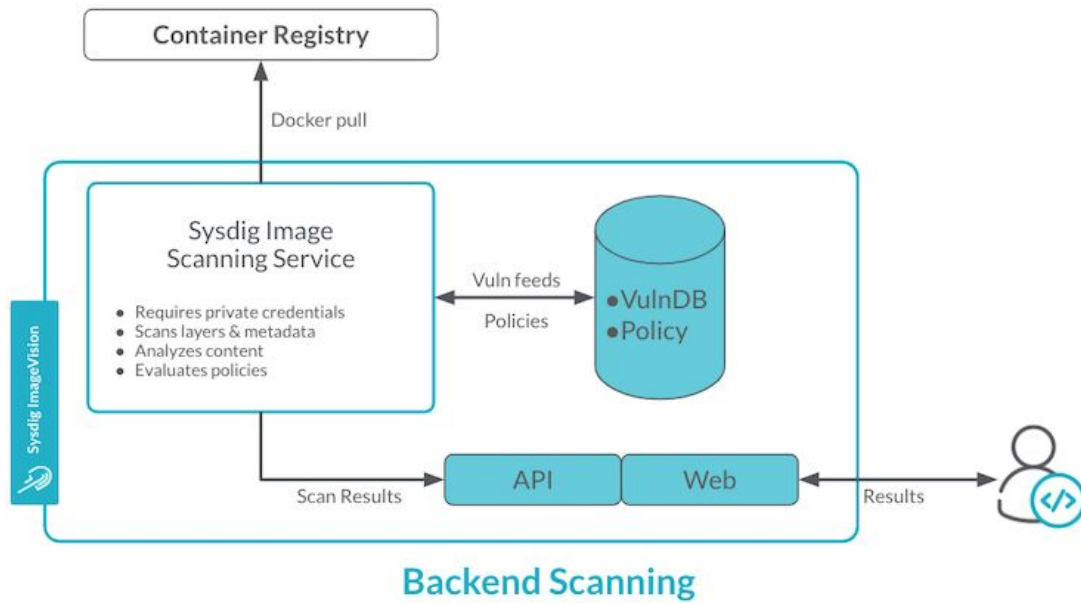 Container Registry
Docker pull
Sysdig Image
Scanning Service
● Requires private credentials
● Scans layers & metadata
● Analyzes content
● Evaluates policies
Vuln feeds
Policies
●VulnDB
●Policy
Sysdig ImageVision
Scan Results
API
Web
Results
</>
Backend Scanning